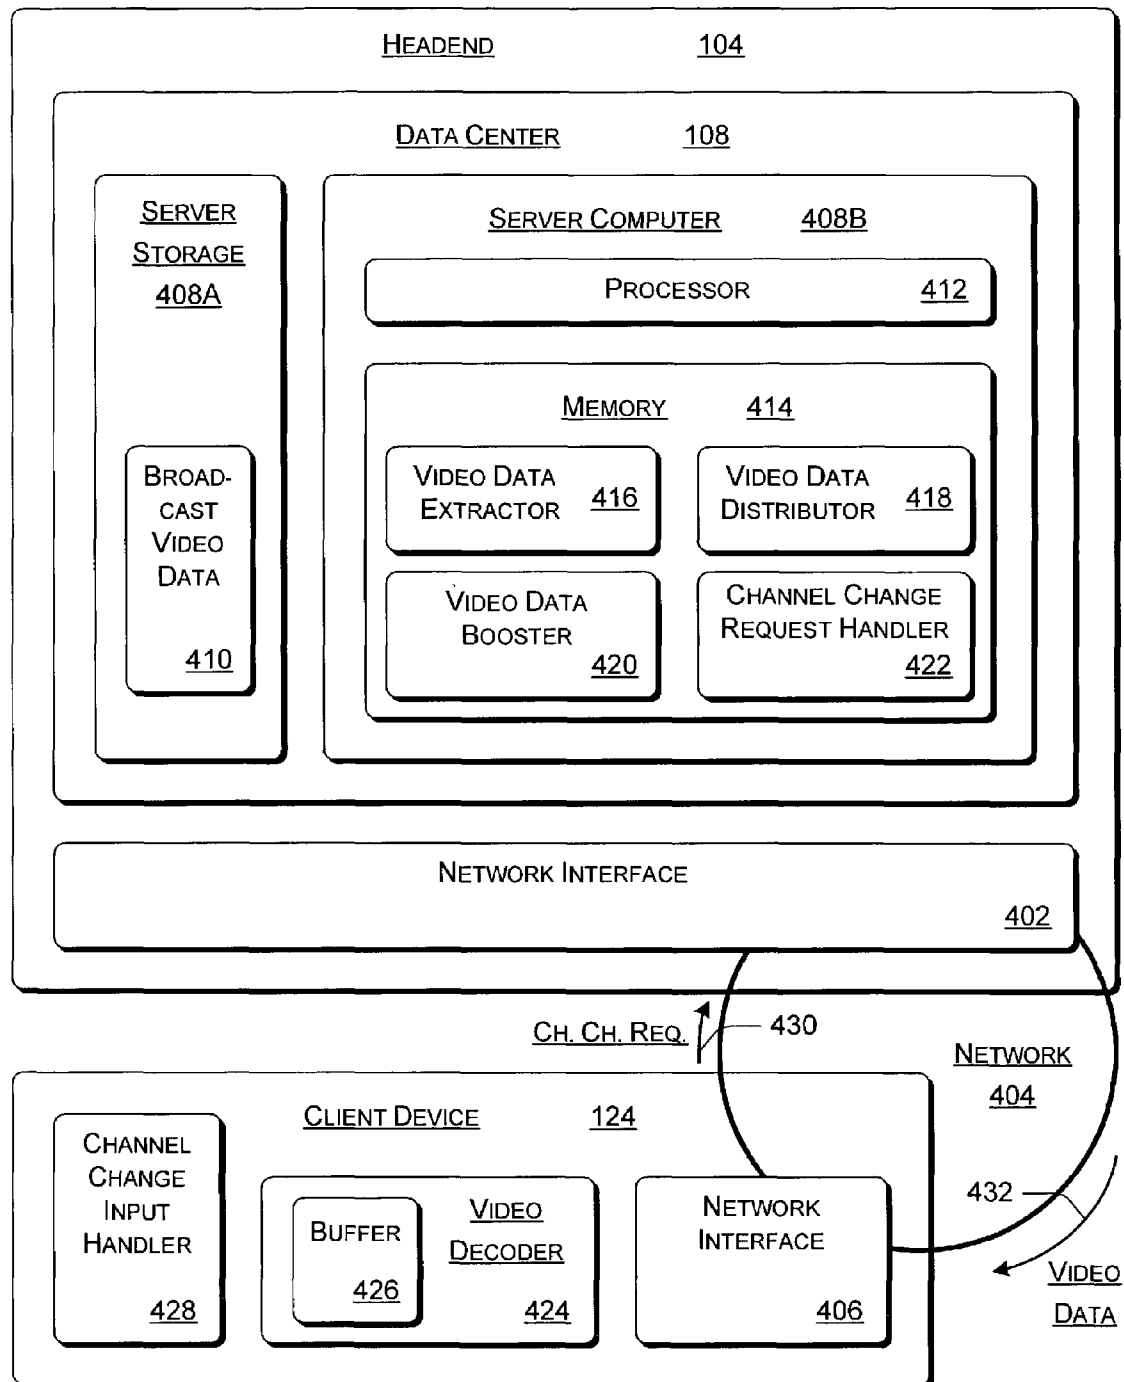 HEADEND 104
DATA CENTER 108
SERVER
STORAGE
408A
BROAD-
CAST
VIDEO
DATA
410
SERVER COMPUTER 408B
PROCESSOR 412
MEMORY 414
VIDEO DATA
EXTRACTOR 416
VIDEO DATA
DISTRIBUTOR 418
VIDEO DATA
BOOSTER
420
CHANNEL CHANGE
REQUEST HANDLER
422
NETWORK INTERFACE
402
CH. CH. REQ. 430
NETWORK
404
432
VIDEO
DATA
CLIENT DEVICE 124
CHANNEL
CHANGE
INPUT
HANDLER
428
BUFFER
426
VIDEO
DECODER
424
NETWORK
INTERFACE
406